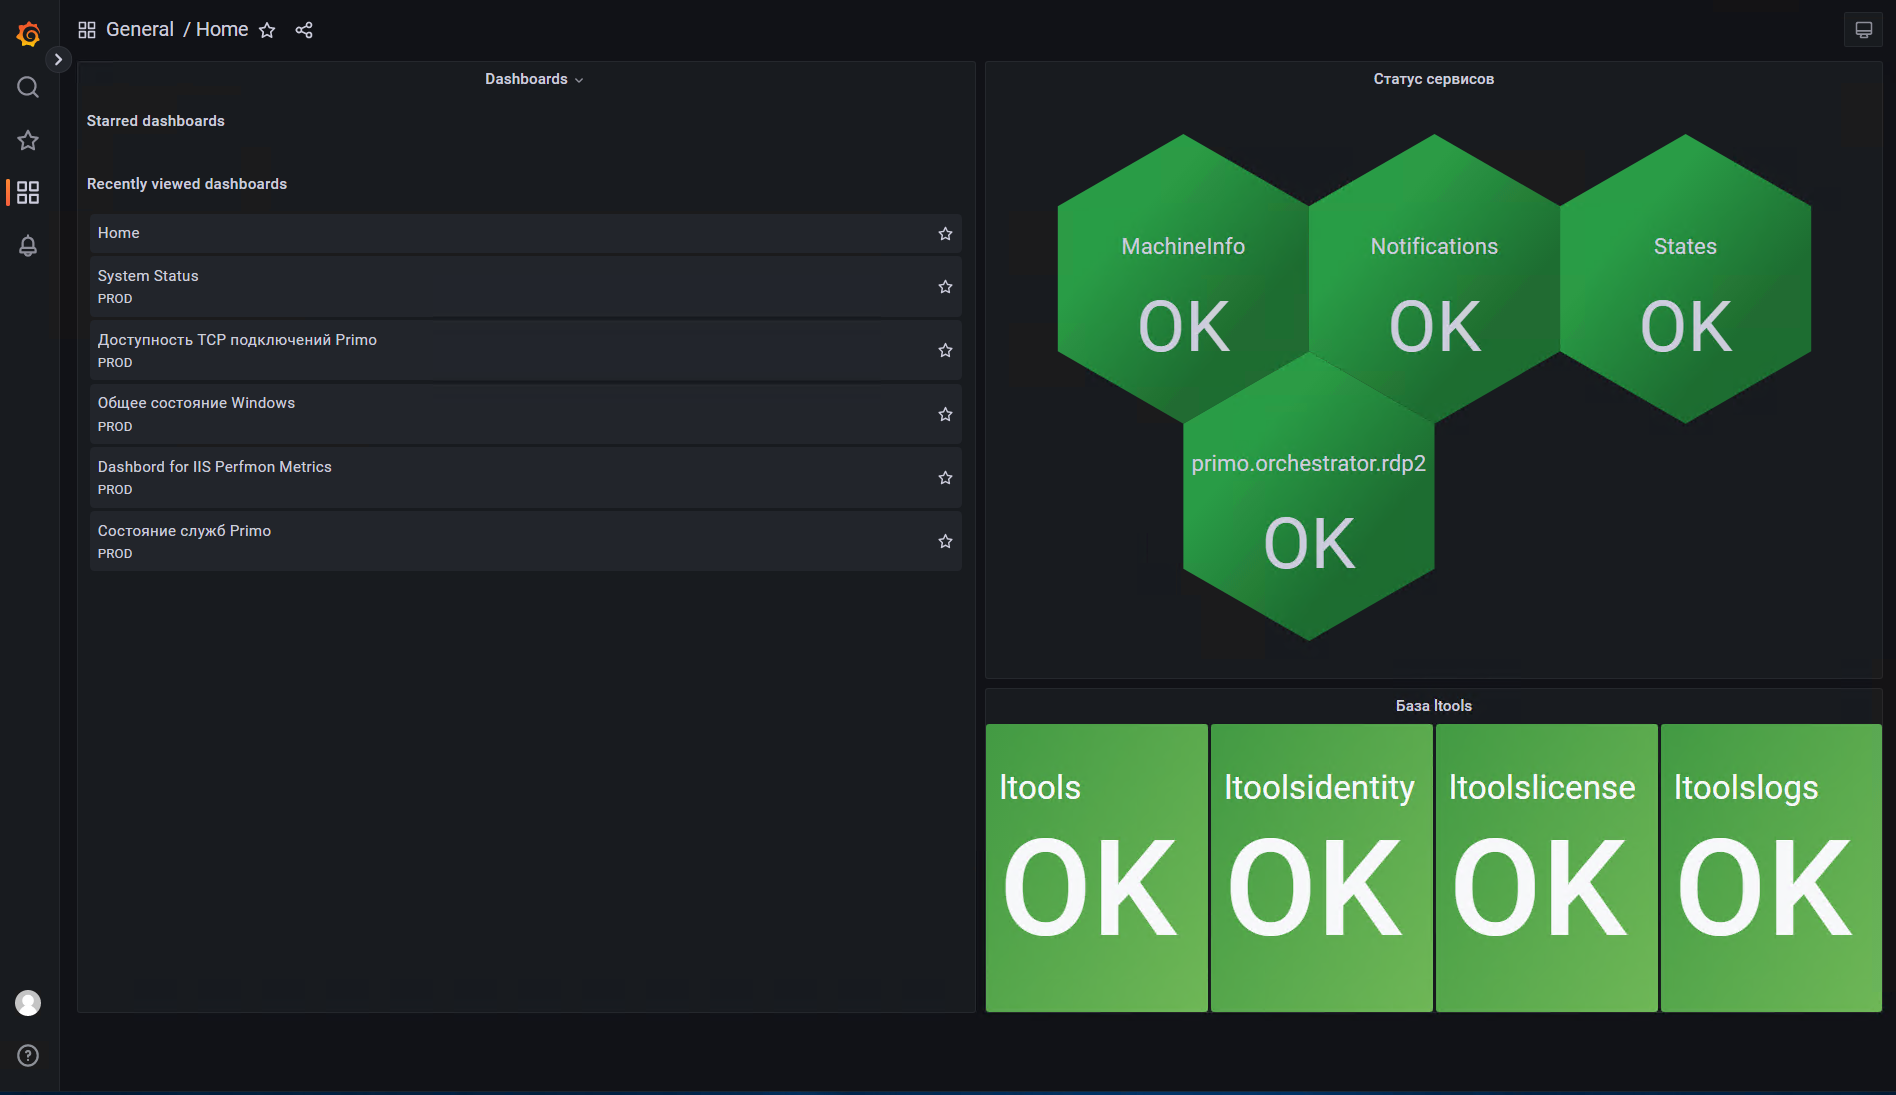 General / Home
Dashboards
Starred dashboards
Recently viewed dashboards
Home
System Status
PROD
Доступность TCP подключений Primo
PROD
Общее состояние Windows
PROD
Dashbord for IIS Perfmon Metrics
PROD
Состояние служб Primo
PROD
Статус сервисов
MachineInfo
OK
Notifications
OK
States
OK
primo.orchestrator.rdp2
OK
База ltools
ltools
OK
ltoolsidentity
OK
ltoolslicense
OK
ltoolslogs
OK